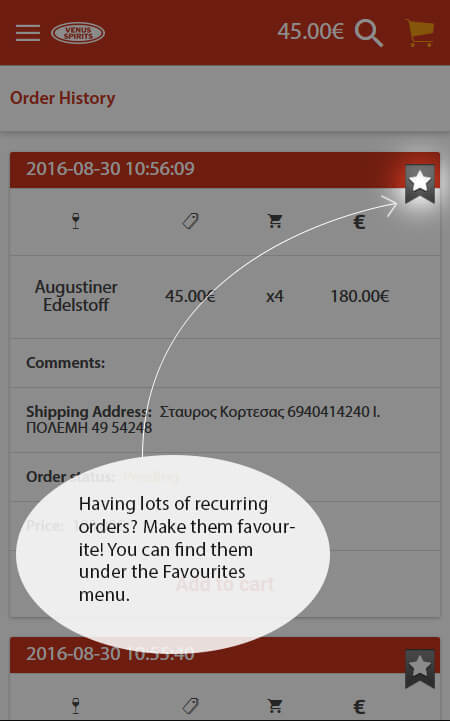 VENUS
SPIRITS
45.00€
Order History
2016-08-30 10:56:09
€
Augustiner
Edelstoff
45.00€
x4
180.00€
Comments:
Shipping Address: Σταυρος Κορτεσας 6940414240 Ι.
ΠΟΛΕΜΗ 49 54248
Order status: Pending
Having lots of recurring
orders? Make them favour-
ite! You can find them
under the Favourites
menu.
Price:
Add to cart
2016-08-30 10:55:40
€